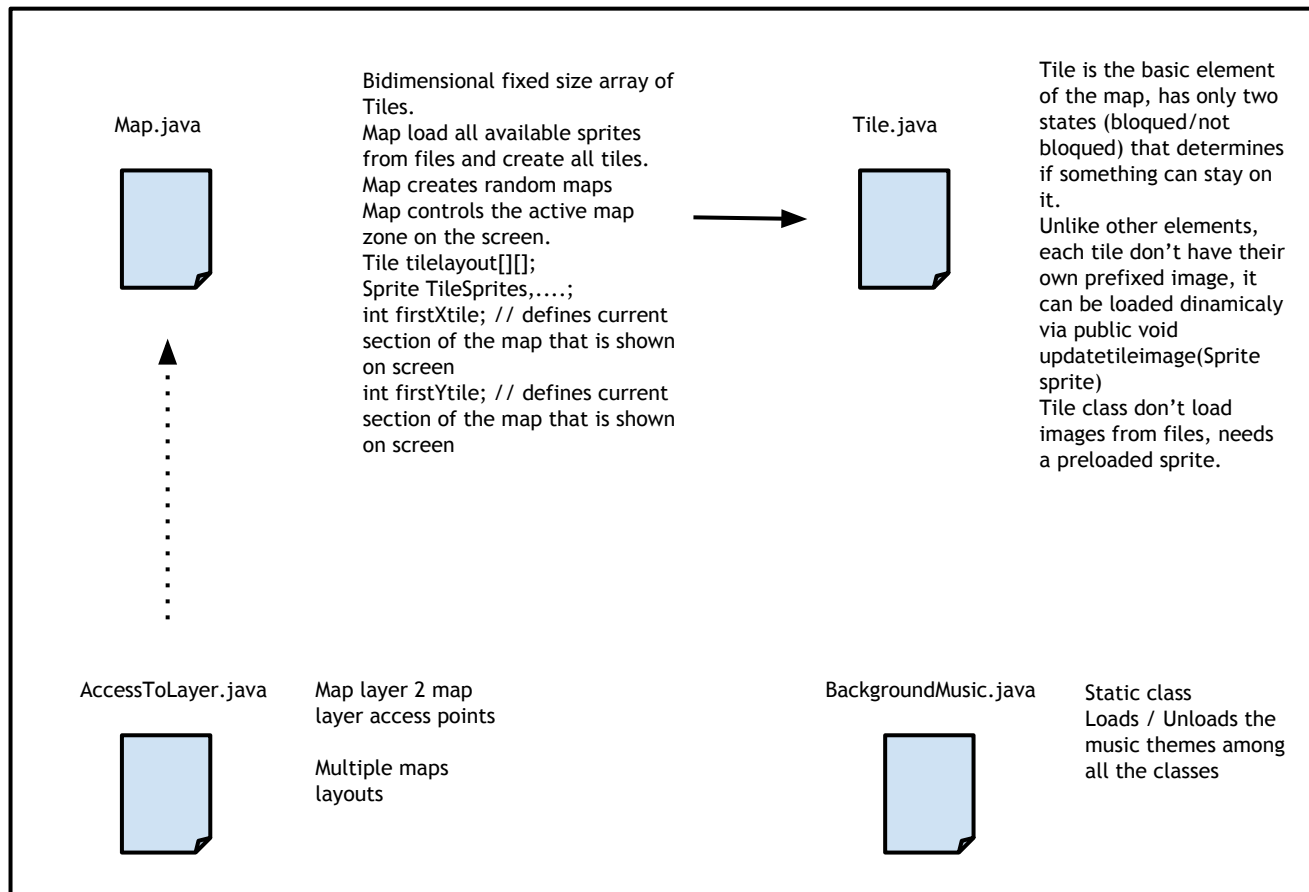 Map.java
Bidimensional fixed size array of
Tiles.
Map load all available sprites
from files and create all tiles.
Map creates random maps
Map controls the active map
zone on the screen.
Tile tilelayout[][];
Sprite TileSprites,....;
int firstXtile; // defines current
section of the map that is shown
on screen
int firstYtile; // defines current
section of the map that is shown
on screen
Tile.java
Tile is the basic element
of the map, has only two
states (bloqued/not
bloqued) that determines
if something can stay on
it.
Unlike other elements,
each tile don’t have their
own prefixed image, it
can be loaded dinamicaly
via public void
updatetileimage(Sprite
sprite)
Tile class don’t load
images from files, needs
a preloaded sprite.
AccessToLayer.java
Map layer 2 map
layer access points
Multiple maps
layouts
BackgroundMusic.java
Static class
Loads / Unloads the
music themes among
all the classes